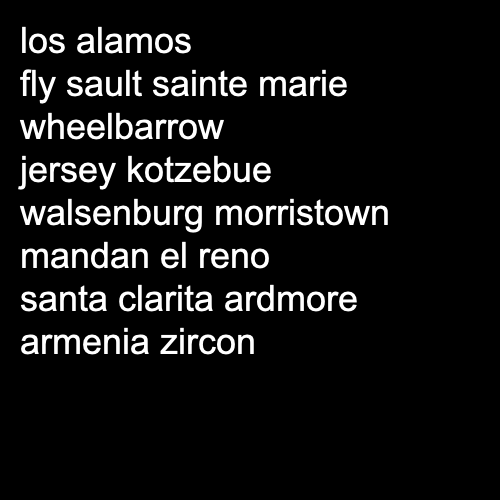 los alamos
fly sault sainte marie
wheelbarrow
jersey kotzebue
walsenburg morristown
mandan el reno
santa clarita ardmore
armenia zircon